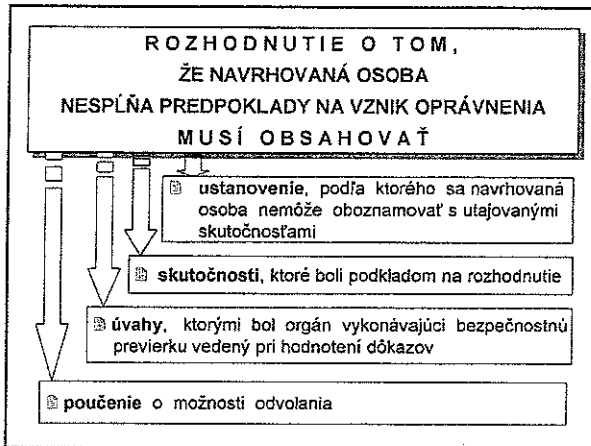 ROZHODNUTIE O TOM,
ŽE NAVRHOVANÁ OSOBA
NESPĹŇA PREDPOKLADY NA VZNIK OPRÁVNENIA
MUSÍ OBSAHOVAŤ
ustanovenie, podľa ktorého sa navrhovaná
osoba nemôže oboznamovať s utajovanými
skutočnosťami
skutočnosti, ktoré boli podkladom na rozhodnutie
úvahy, ktorými bol orgán vykonávajúci bezpečnostnú
previerku vedený pri hodnotení dôkazov
poučenie o možnosti odvolania